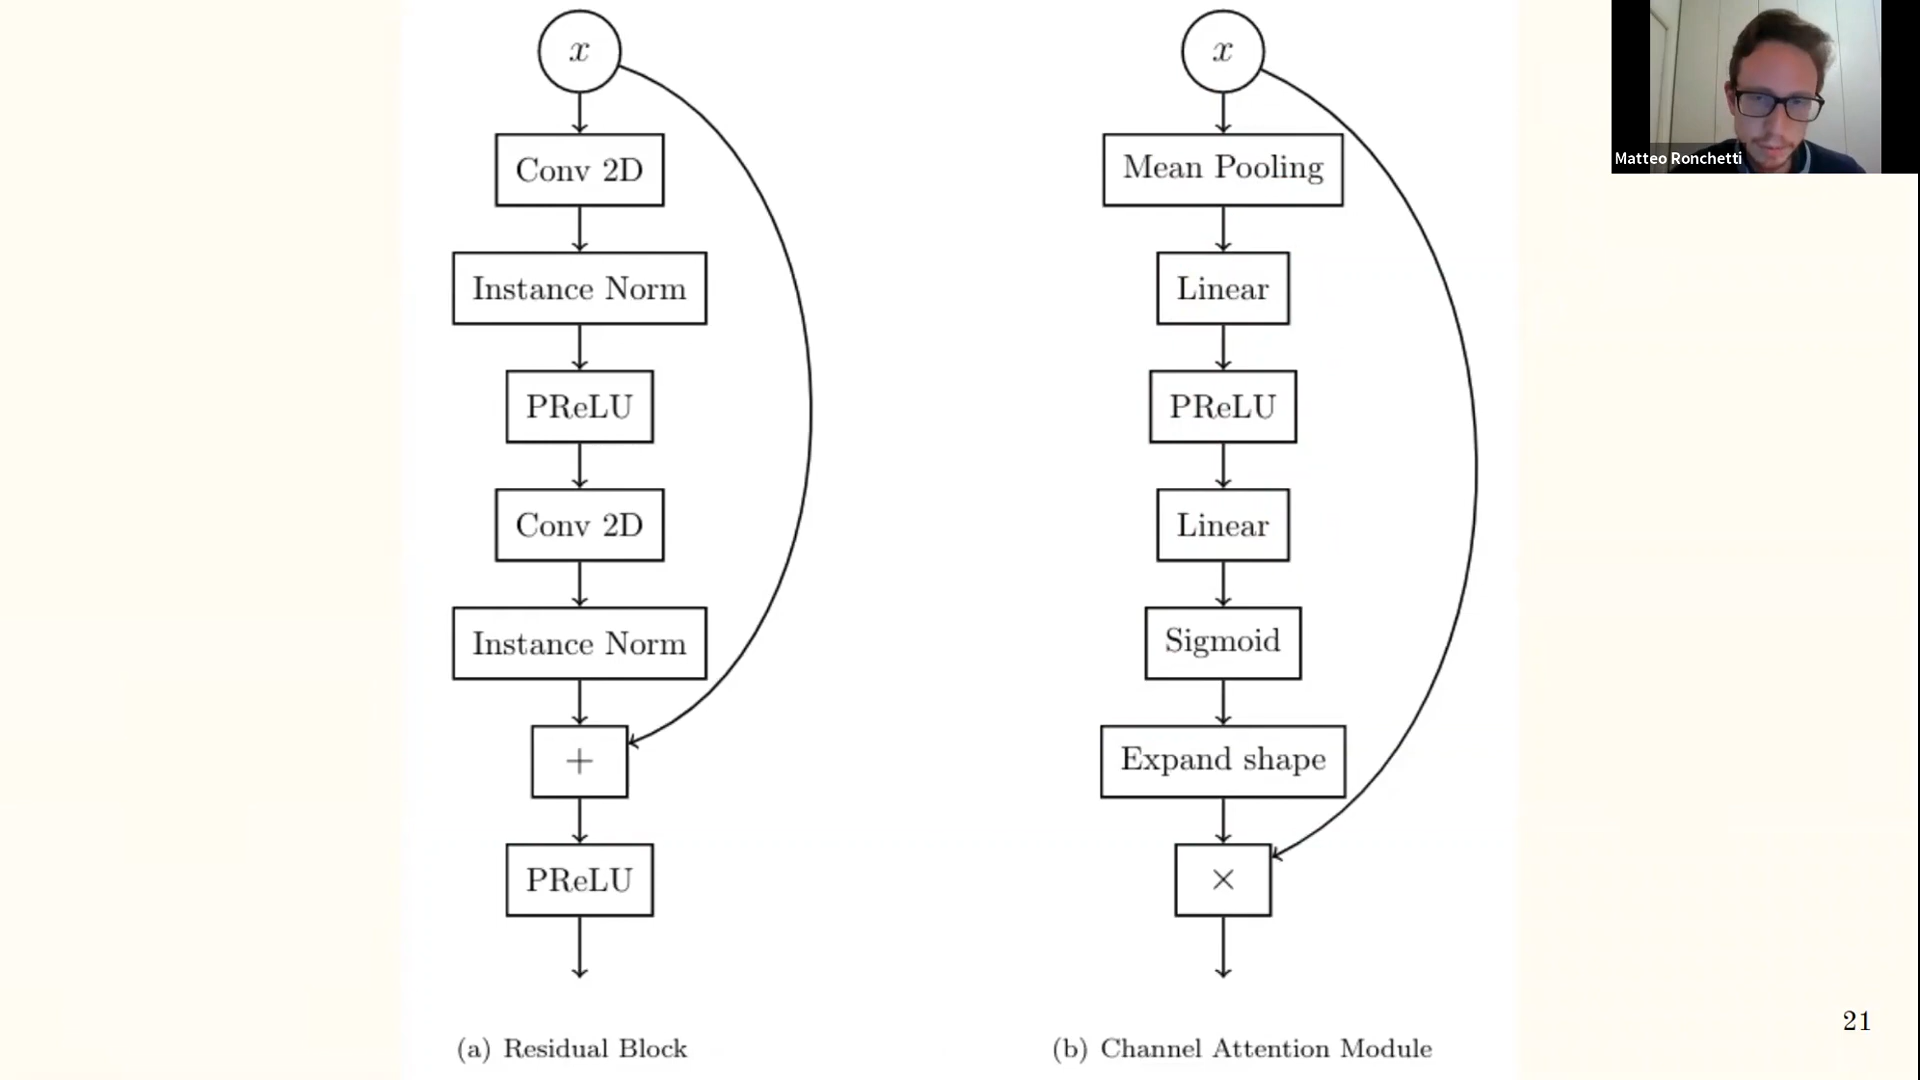 x
Conv 2D
Instance Norm
PReLU
Conv 2D
Instance Norm
+
PReLU
(a) Residual Block
x
Mean Pooling
Linear
PReLU
Linear
Sigmoid
Expand shape
×
(b) Channel Attention Module
Matteo Ronchetti
21